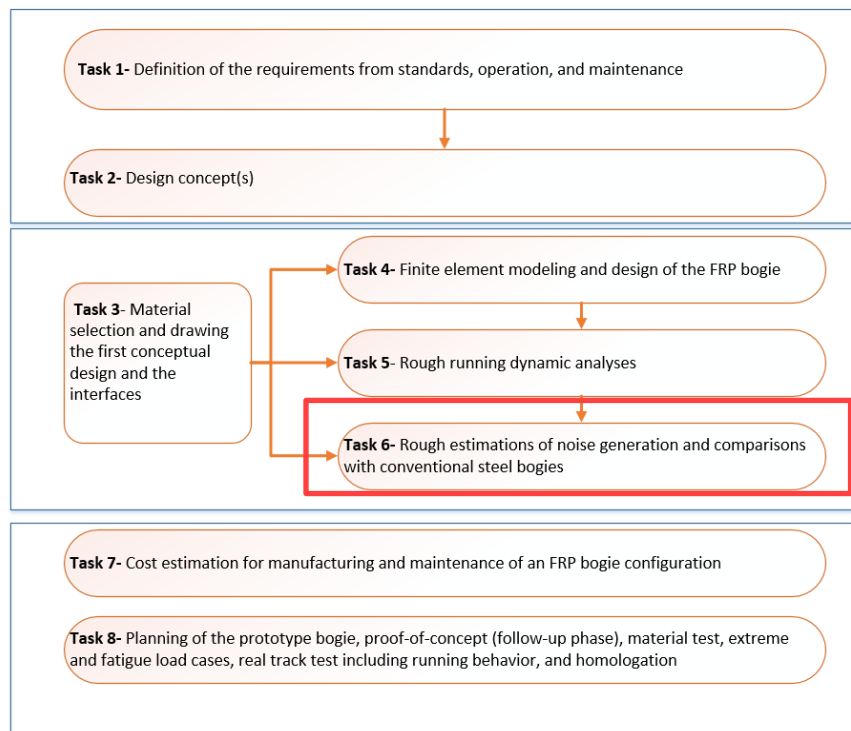 Task 1- Definition of the requirements from standards, operation, and maintenance
Task 2- Design concept(s)
Task 3- Material
selection and drawing
the first conceptual
design and the
interfaces
Task 4- Finite element modeling and design of the FRP bogie
Task 5- Rough running dynamic analyses
Task 6- Rough estimations of noise generation and comparisons
with conventional steel bogies
Task 7- Cost estimation for manufacturing and maintenance of an FRP bogie configuration
Task 8- Planning of the prototype bogie, proof-of-concept (follow-up phase), material test, extreme
and fatigue load cases, real track test including running behavior, and homologation